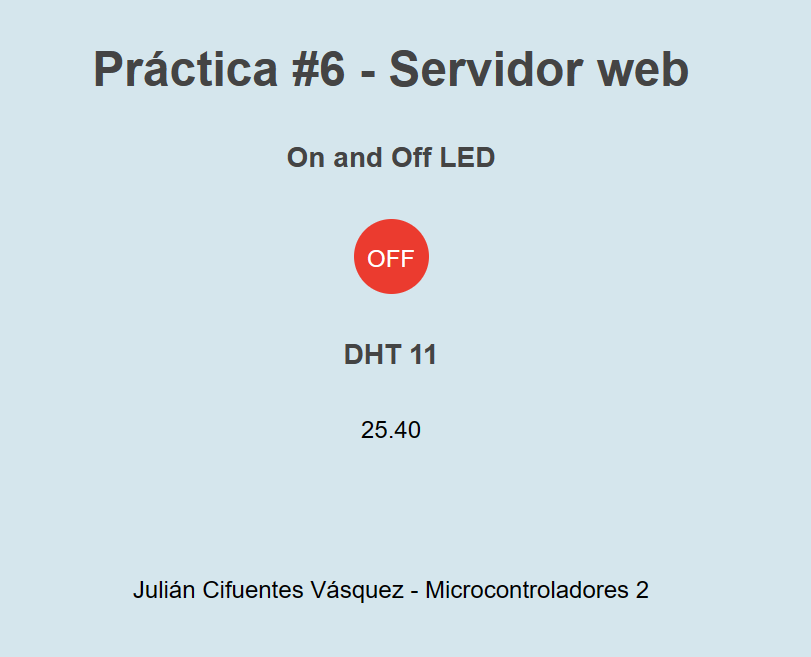 Práctica #6 - Servidor web
On and Off LED
OFF
DHT 11
25.40
Julián Cifuentes Vásquez - Microcontroladores 2